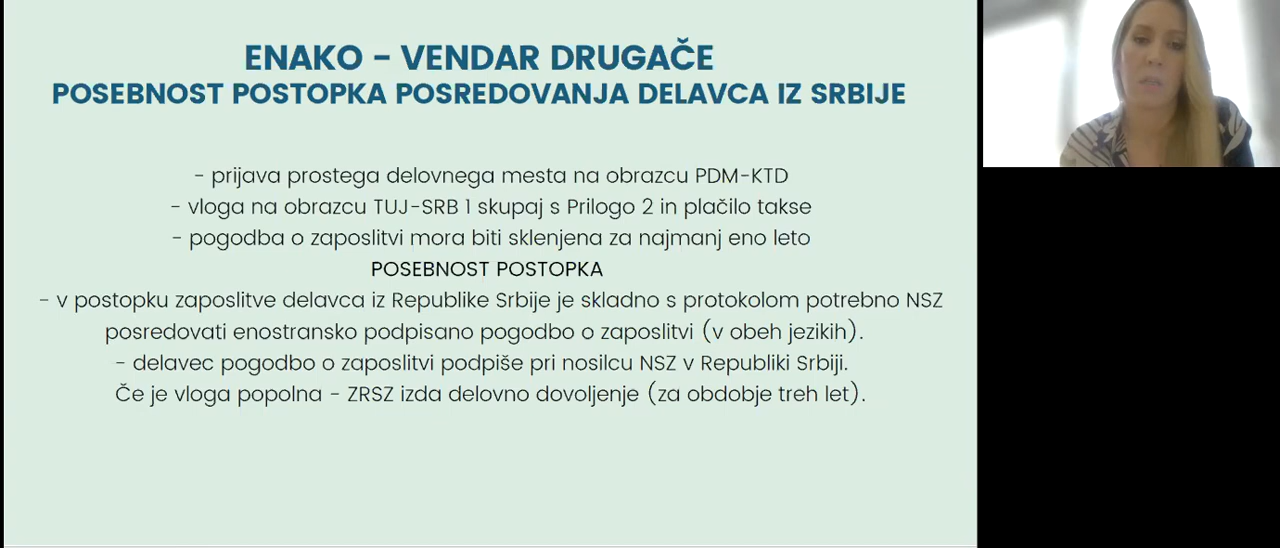 ENAKO - VENDAR DRUGAČE
POSEBNOST POSTOPKA POSREDOVANJA DELAVCA IZ SRBIJE
- prijava prostega delovnega mesta na obrazcu PDM-KTD
- vloga na obrazcu TUJ-SRB 1 skupaj s Prilogo 2 in plačilo takse
- pogodba o zaposlitvi mora biti sklenjena za najmanj eno leto
POSEBNOST POSTOPKA
- v postopku zaposlitve delavca iz Republike Srbije je skladno s protokolom potrebno NSZ
posredovati enostransko podpisano pogodbo o zaposlitvi (v obeh jezikih).
- delavec pogodbo o zaposlitvi podpiše pri nosilcu NSZ v Republiki Srbiji.
Če je vloga popolna - ZRSZ izda delovno dovoljenje (za obdobje treh let).